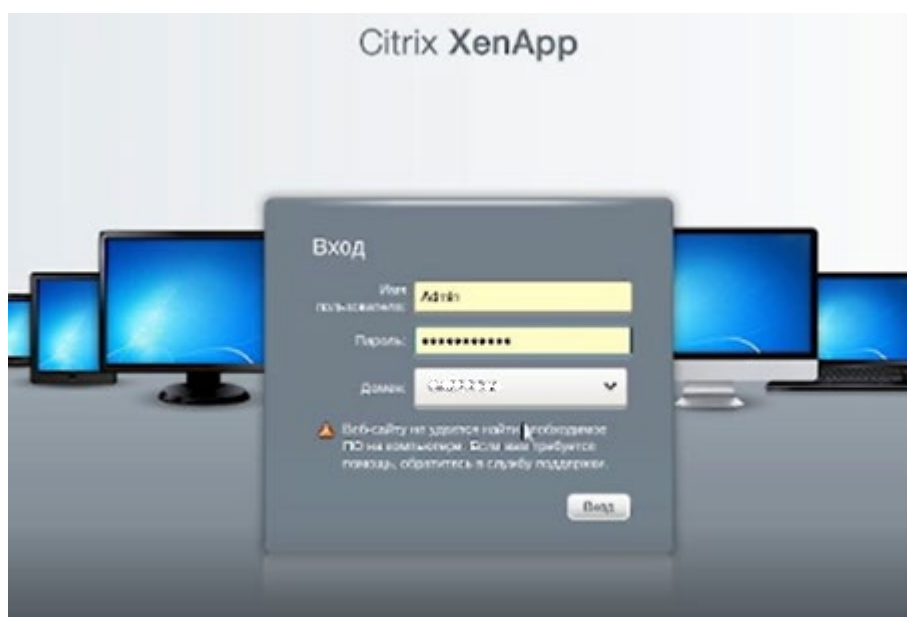 Citrix XenApp
Вход
Имя
пользователя:
Admin
Пароль:
•••••••••••
Домен:
Веб-сайту не удается найти необходимое
ПО на компьютере. Если вам требуется
помощь, обратитесь в службу поддержки.
Вход